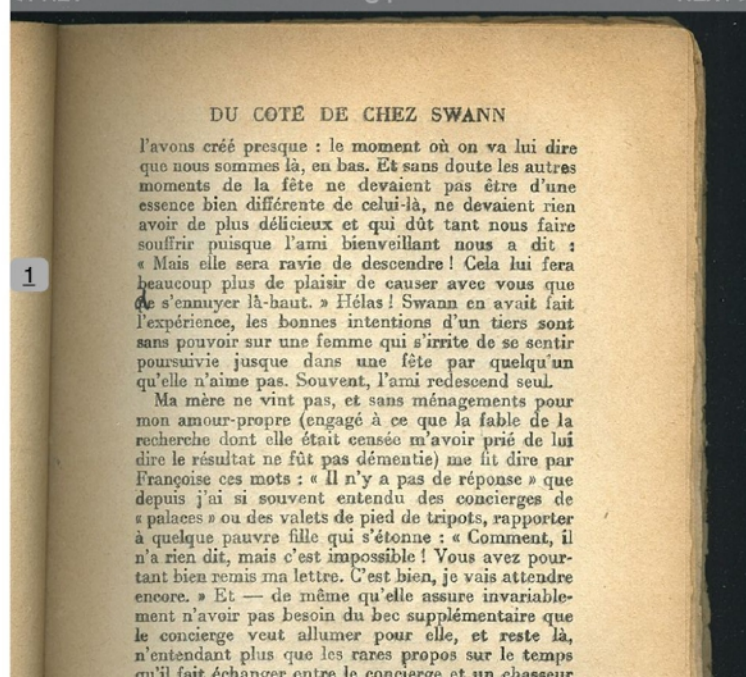 DU COTÉ DE CHEZ SWANN
l'avons créé presque : le moment où on va lui dire
que nous sommes là, en bas. Et sans doute les autres
moments de la fête ne devaient pas être d'une
essence bien différente de celui-là, ne devaient rien
avoir de plus délicieux et qui dût tant nous faire
souffrir puisque l'ami bienveillant nous a dit :
« Mais elle sera ravie de descendre ! Cela lui fera
beaucoup plus de plaisir de causer avec vous que
1
de s'ennuyer là-haut. » Hélas ! Swann en avait fait
l'expérience, les bonnes intentions d'un tiers sont
sans pouvoir sur une femme qui s'irrite de se sentir
poursuivie jusque dans une fête par quelqu'un
qu'elle n'aime pas. Souvent, l'ami redescend seul.
Ma mère ne vint pas, et sans ménagements pour
mon amour-propre (engagé à ce que la fable de la
recherche dont elle était censée m'avoir prié de lui
dire le résultat ne fût pas démentie) me fit dire par
Françoise ces mots : « Il n'y a pas de réponse » que
depuis j'ai si souvent entendu des concierges de
« palaces » ou des valets de pied de tripots, rapporter
à quelque pauvre fille qui s'étonne : « Comment, il
n'a rien dit, mais c'est impossible ! Vous avez pour-
tant bien remis ma lettre. C'est bien, je vais attendre
encore. » Et — de même qu'elle assure invariable-
ment n'avoir pas besoin du bec supplémentaire que
le concierge veut allumer pour elle, et reste là,
n'entendant plus que les rares propos sur le temps
qu'il fait échanger entre le concierge et un chasseur